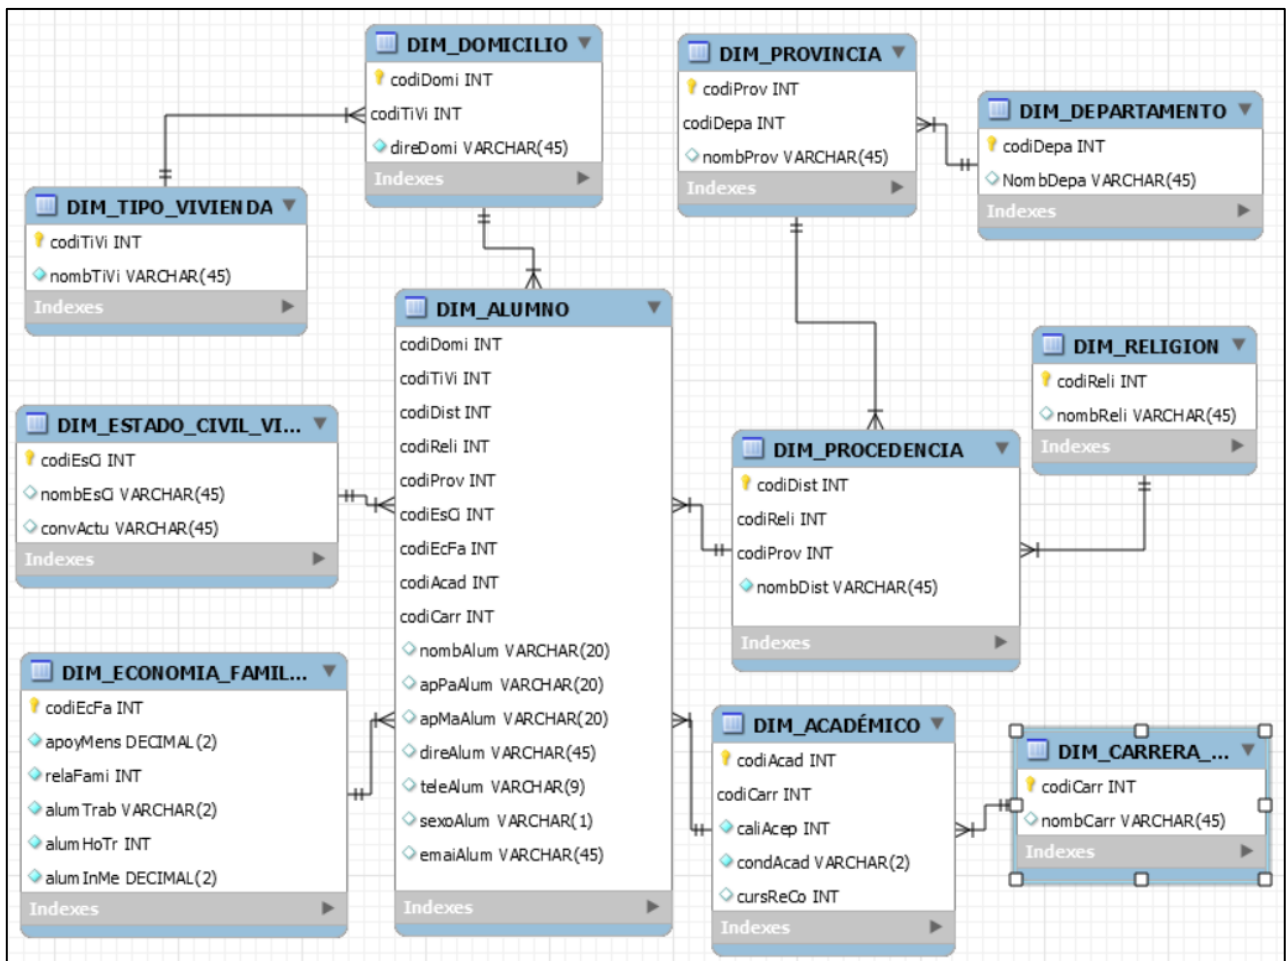 DIM_DOMICILIO
codiDomi INT
codiTiVi INT
direDomi VARCHAR(45)
Indexes
DIM_PROVINCIA
codiProv INT
codiDepa INT
nombProv VARCHAR(45)
Indexes
DIM_DEPARTAMENTO
codiDepa INT
NombDepa VARCHAR(45)
Indexes
DIM_TIPO_VIVIENDA
codiTiVi INT
nombTiVi VARCHAR(45)
Indexes
DIM_ALUMNO
codiDomi INT
codiTiVi INT
codiDist INT
codiReli INT
codiProv INT
codiEsCi INT
codiEcFa INT
codiAcad INT
codiCarr INT
nombAlum VARCHAR(20)
apPaAlum VARCHAR(20)
apMaAlum VARCHAR(20)
direAlum VARCHAR(45)
teleAlum VARCHAR(9)
sexoAlum VARCHAR(1)
emaiAlum VARCHAR(45)
Indexes
DIM_RELIGION
codiReli INT
nombReli VARCHAR(45)
Indexes
DIM_ESTADO_CIVIL_VI...
codiEsCi INT
nombEsCi VARCHAR(45)
convActu VARCHAR(45)
Indexes
DIM_PROCEDENCIA
codiDist INT
codiReli INT
codiProv INT
nombDist VARCHAR(45)
Indexes
DIM_ECONOMIA_FAMIL...
codiEcFa INT
apoyMens DECIMAL(2)
relaFami INT
alumTrab VARCHAR(2)
alumHoTr INT
alumInMe DECIMAL(2)
Indexes
DIM_ACADÉMICO
codiAcad INT
codiCarr INT
caliAcep INT
condAcad VARCHAR(2)
cursReCo INT
Indexes
DIM_CARRERA_...
codiCarr INT
nombCarr VARCHAR(45)
Indexes